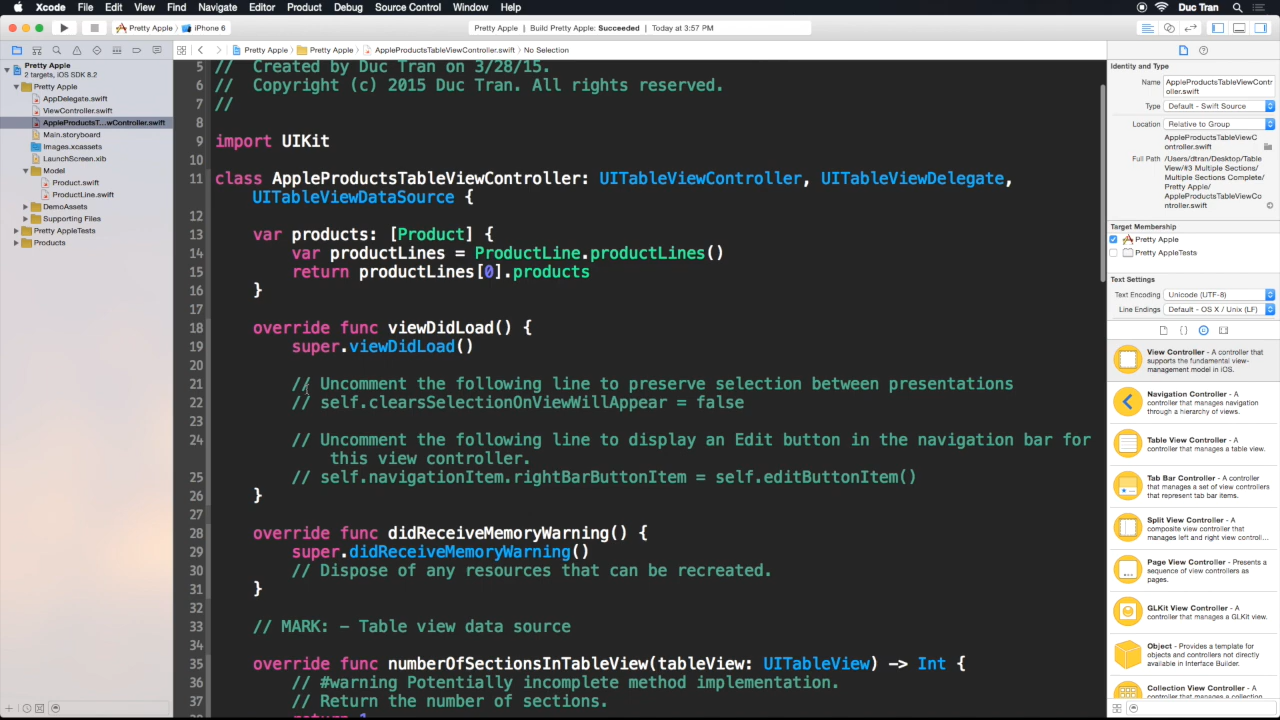 Xcode File Edit View Find Navigate Editor Product Debug Source Control Window Help Duc Tran
Pretty Apple iPhone 6 Pretty Apple | Build Pretty Apple: Succeeded | Today at 3:57 PM
Pretty Apple Pretty Apple AppleProductsTableViewController.swift No Selection
Pretty Apple
2 targets, iOS SDK 8.2
Pretty Apple
AppDelegate.swift
ViewController.swift
AppleProductsT...wController.swift
Main.storyboard
Images.xcassets
LaunchScreen.xib
Model
Product.swift
ProductLine.swift
DemoAssets
Supporting Files
Pretty AppleTests
Products
5 // Created by Duc Tran on 3/28/15.
6 // Copyright (c) 2015 Duc Tran. All rights reserved.
7 //
8
9 import UIKit
10
11 class AppleProductsTableViewController: UITableViewController, UITableViewDelegate,
UITableViewDataSource {
12
13 var products: [Product] {
14 var productLines = ProductLine.productLines()
15 return productLines[0].products
16 }
17
18 override func viewDidLoad() {
19 super.viewDidLoad()
20
21 // Uncomment the following line to preserve selection between presentations
22 // self.clearsSelectionOnViewWillAppear = false
23
24 // Uncomment the following line to display an Edit button in the navigation bar for
this view controller.
25 // self.navigationItem.rightBarButtonItem = self.editButtonItem()
26 }
27
28 override func didReceiveMemoryWarning() {
29 super.didReceiveMemoryWarning()
30 // Dispose of any resources that can be recreated.
31 }
32
33 // MARK: - Table view data source
34
35 override func numberOfSectionsInTableView(tableView: UITableView) -> Int {
36 // #warning Potentially incomplete method implementation.
37 // Return the number of sections.
Identity and Type
Name AppleProductsTableViewContr
oller.swift
Type Default - Swift Source
Location Relative to Group
AppleProductsTableViewC
ontroller.swift
Full Path /Users/dtran/Desktop/Table
View/#3 Multiple Sections/
Multiple Sections Complete/
Pretty Apple/
AppleProductsTableViewCo
ntroller.swift
Target Membership
Pretty Apple
Pretty AppleTests
Text Settings
Text Encoding Unicode (UTF-8)
Line Endings Default - OS X / Unix (LF)
View Controller - A controller that
supports the fundamental view-
management model in iOS.
Navigation Controller - A
controller that manages navigation
through a hierarchy of views.
Table View Controller - A
controller that manages a table view.
Tab Bar Controller - A controller
that manages a set of view controllers
that represent tab bar items.
Split View Controller - A
composite view controller that
manages left and right view controll...
Page View Controller - Presents a
sequence of view controllers as
pages.
GLKit View Controller - A
controller that manages a GLKit view.
Object - Provides a template for
objects and controllers not directly
available in Interface Builder.
Collection View Controller - A
controller that manages a collection